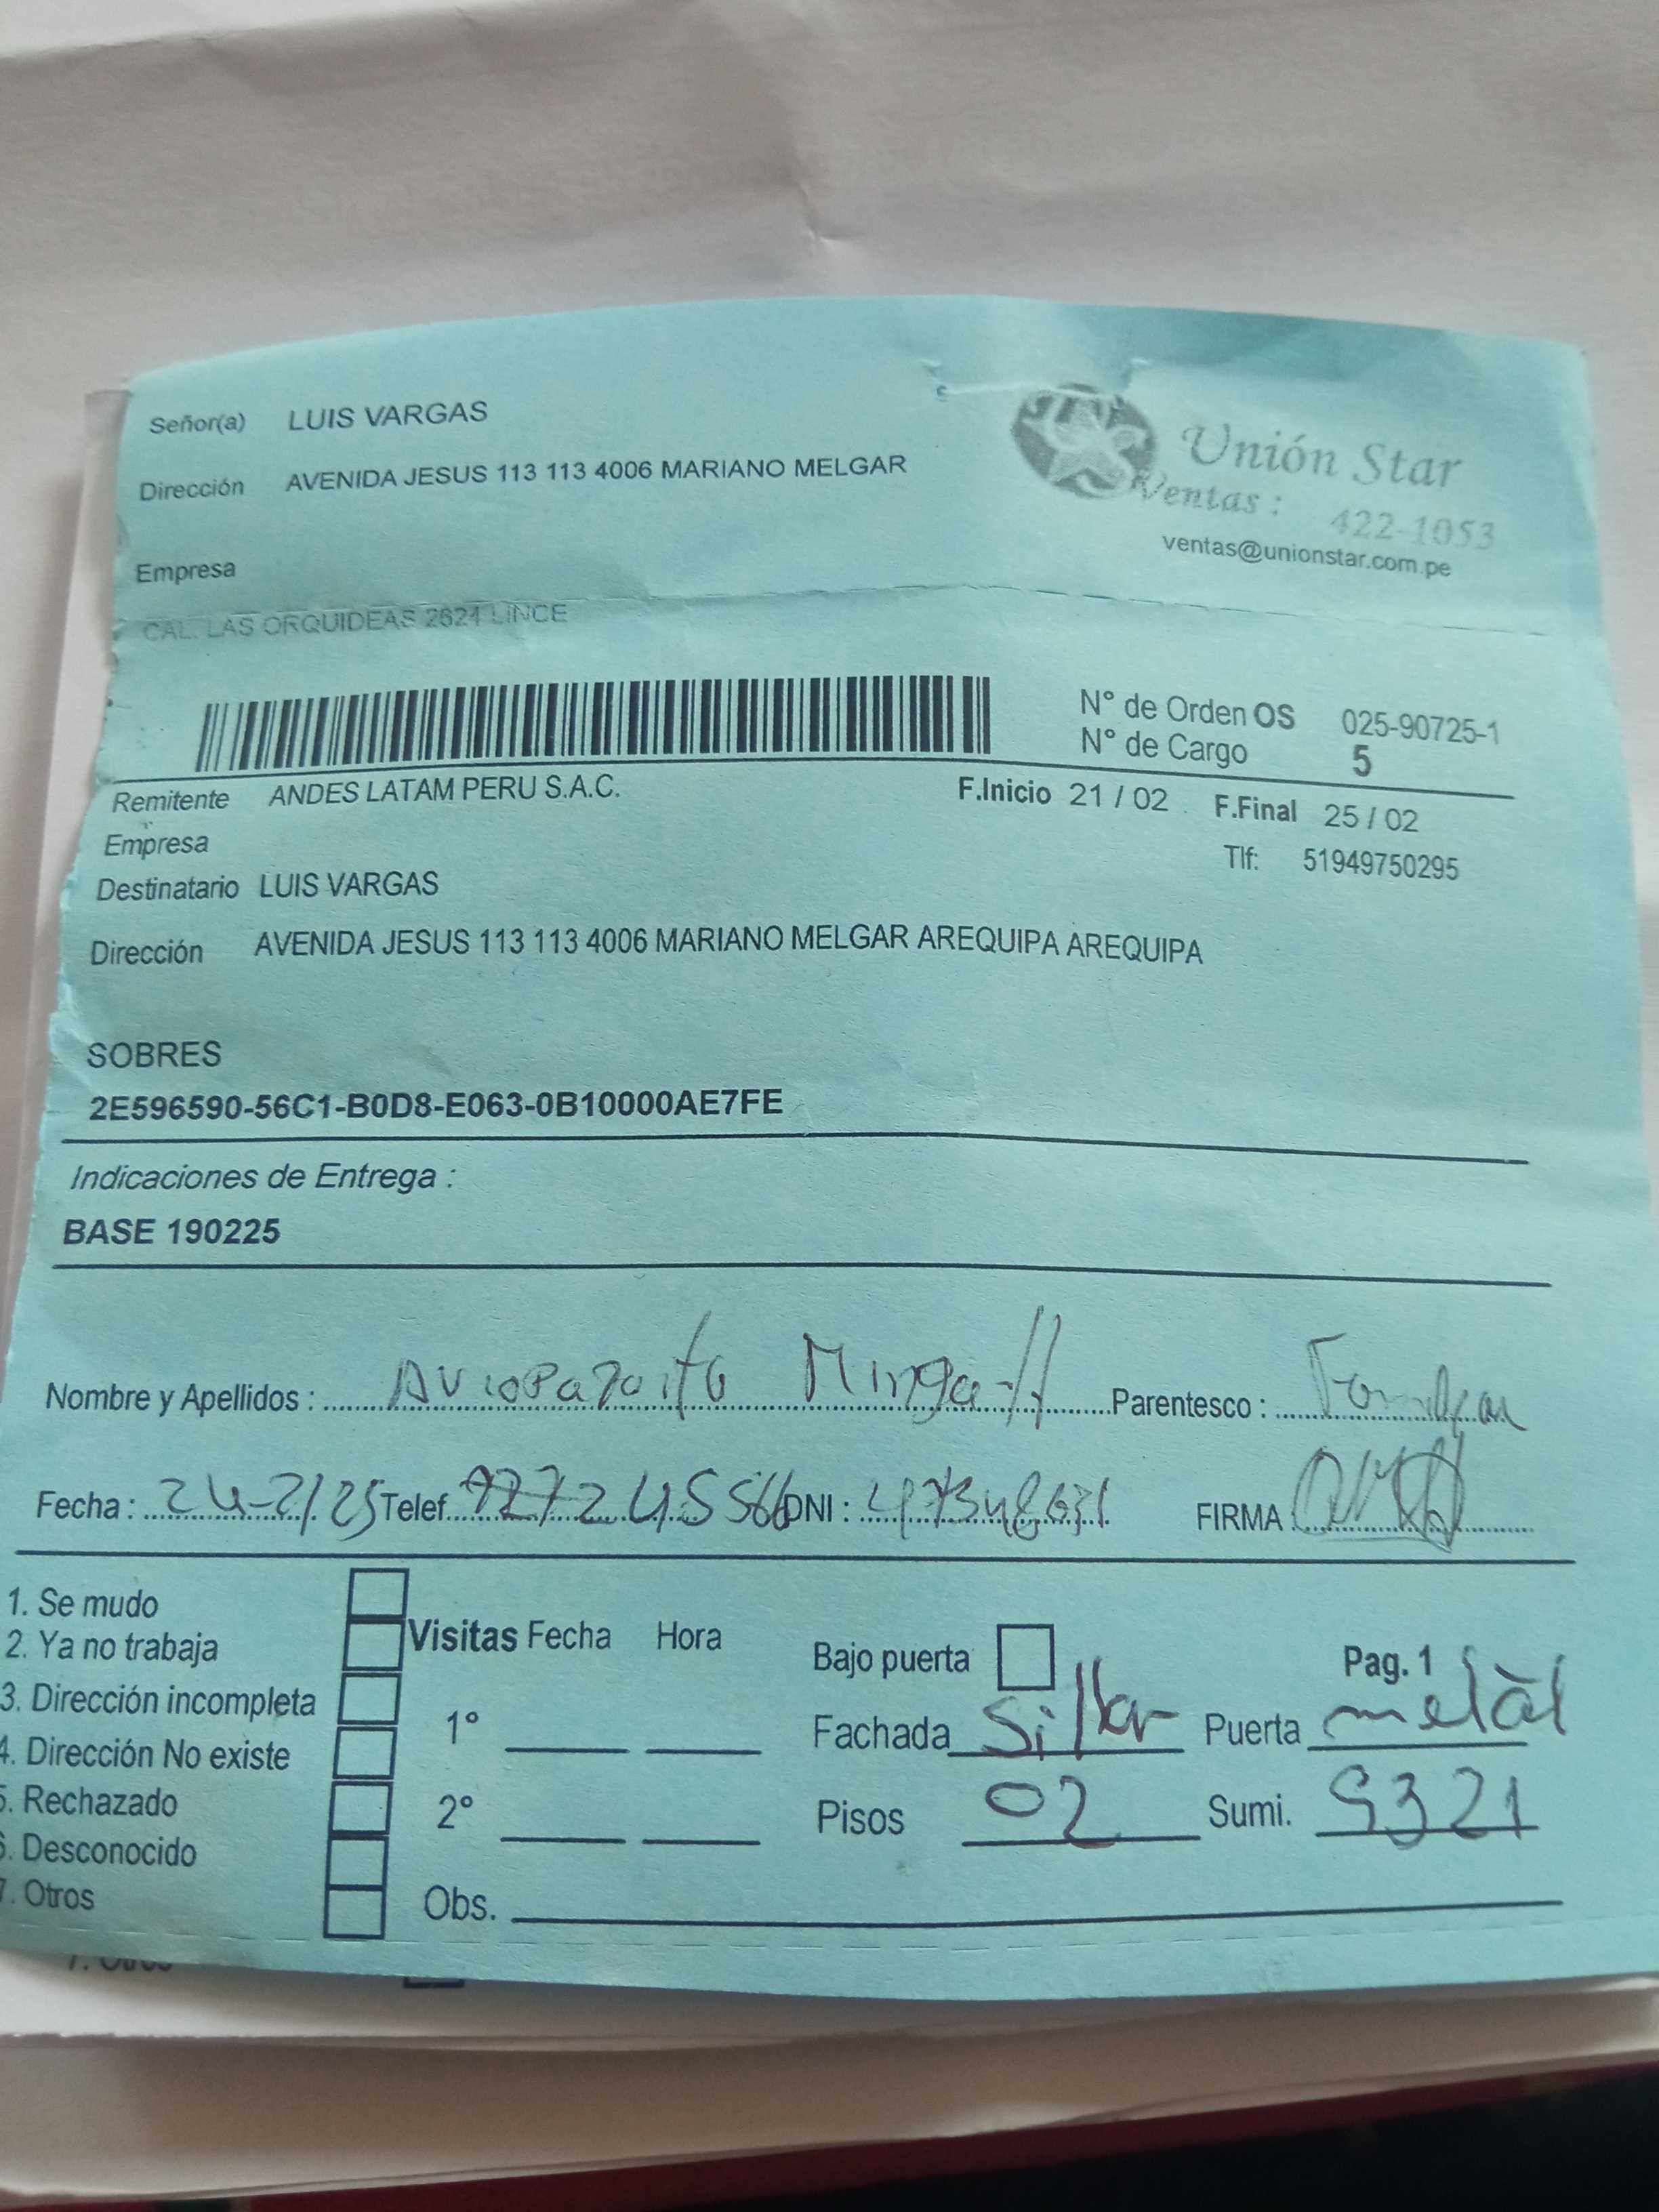 Señor(a) LUIS VARGAS
Dirección AVENIDA JESUS 113 113 4006 MARIANO MELGAR
Unión Star
Ventas : 422-1053
ventas@unionstar.com.pe
Empresa
CAL. LAS ORQUIDEAS 2624 LINCE
N° de Orden OS 025-90725-1
N° de Cargo 5
Remitente ANDES LATAM PERU S.A.C. F.Inicio 21 / 02 F.Final 25 / 02
Empresa
Tlf: 51949750295
Destinatario LUIS VARGAS
Dirección AVENIDA JESUS 113 113 4006 MARIANO MELGAR AREQUIPA AREQUIPA
SOBRES
2E596590-56C1-B0D8-E063-0B10000AE7FE
Indicaciones de Entrega :
BASE 190225
Nombre y Apellidos : Parentesco : Familiar
Fecha : 24-2/25 Telef. DNI : FIRMA
1. Se mudo
2. Ya no trabaja
3. Dirección incompleta
4. Dirección No existe
5. Rechazado
6. Desconocido
7. Otros
Visitas Fecha Hora
1°
2°
Obs.
Bajo puerta
Pag. 1
Fachada Sillar Puerta metàl
Pisos 02 Sumi. 9321
7. Otros